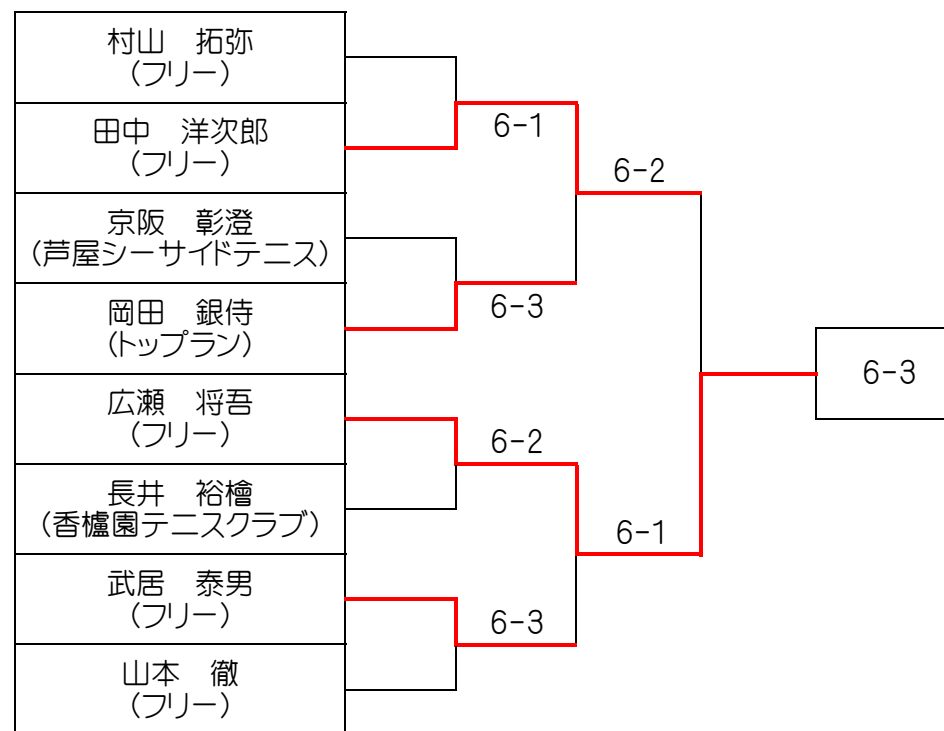 村山　拓弥
(フリー)
田中　洋次郎
(フリー)
京阪　彰澄
(芦屋シーサイドテニス)
岡田　銀侍
(トップラン)
広瀬　将吾
(フリー)
長井　裕檜
(香櫨園テニスクラブ)
武居　泰男
(フリー)
山本　徹
(フリー)
6-1
6-3
6-2
6-3
6-2
6-1
6-3